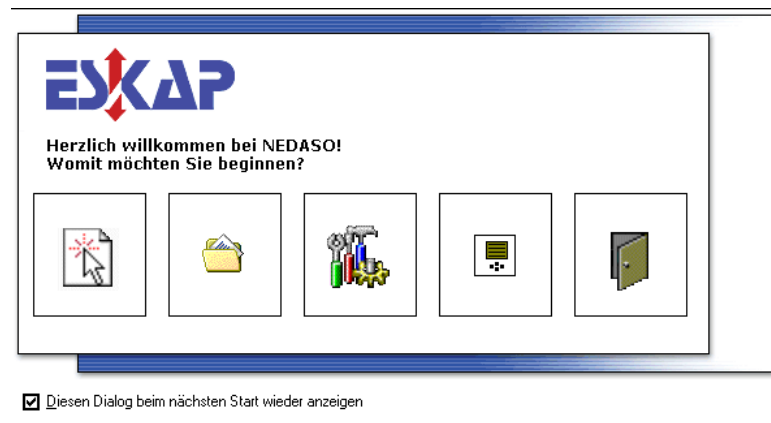 ESKAP
Herzlich willkommen bei NEDASO!
Womit möchten Sie beginnen?
Diesen Dialog beim nächsten Start wieder anzeigen